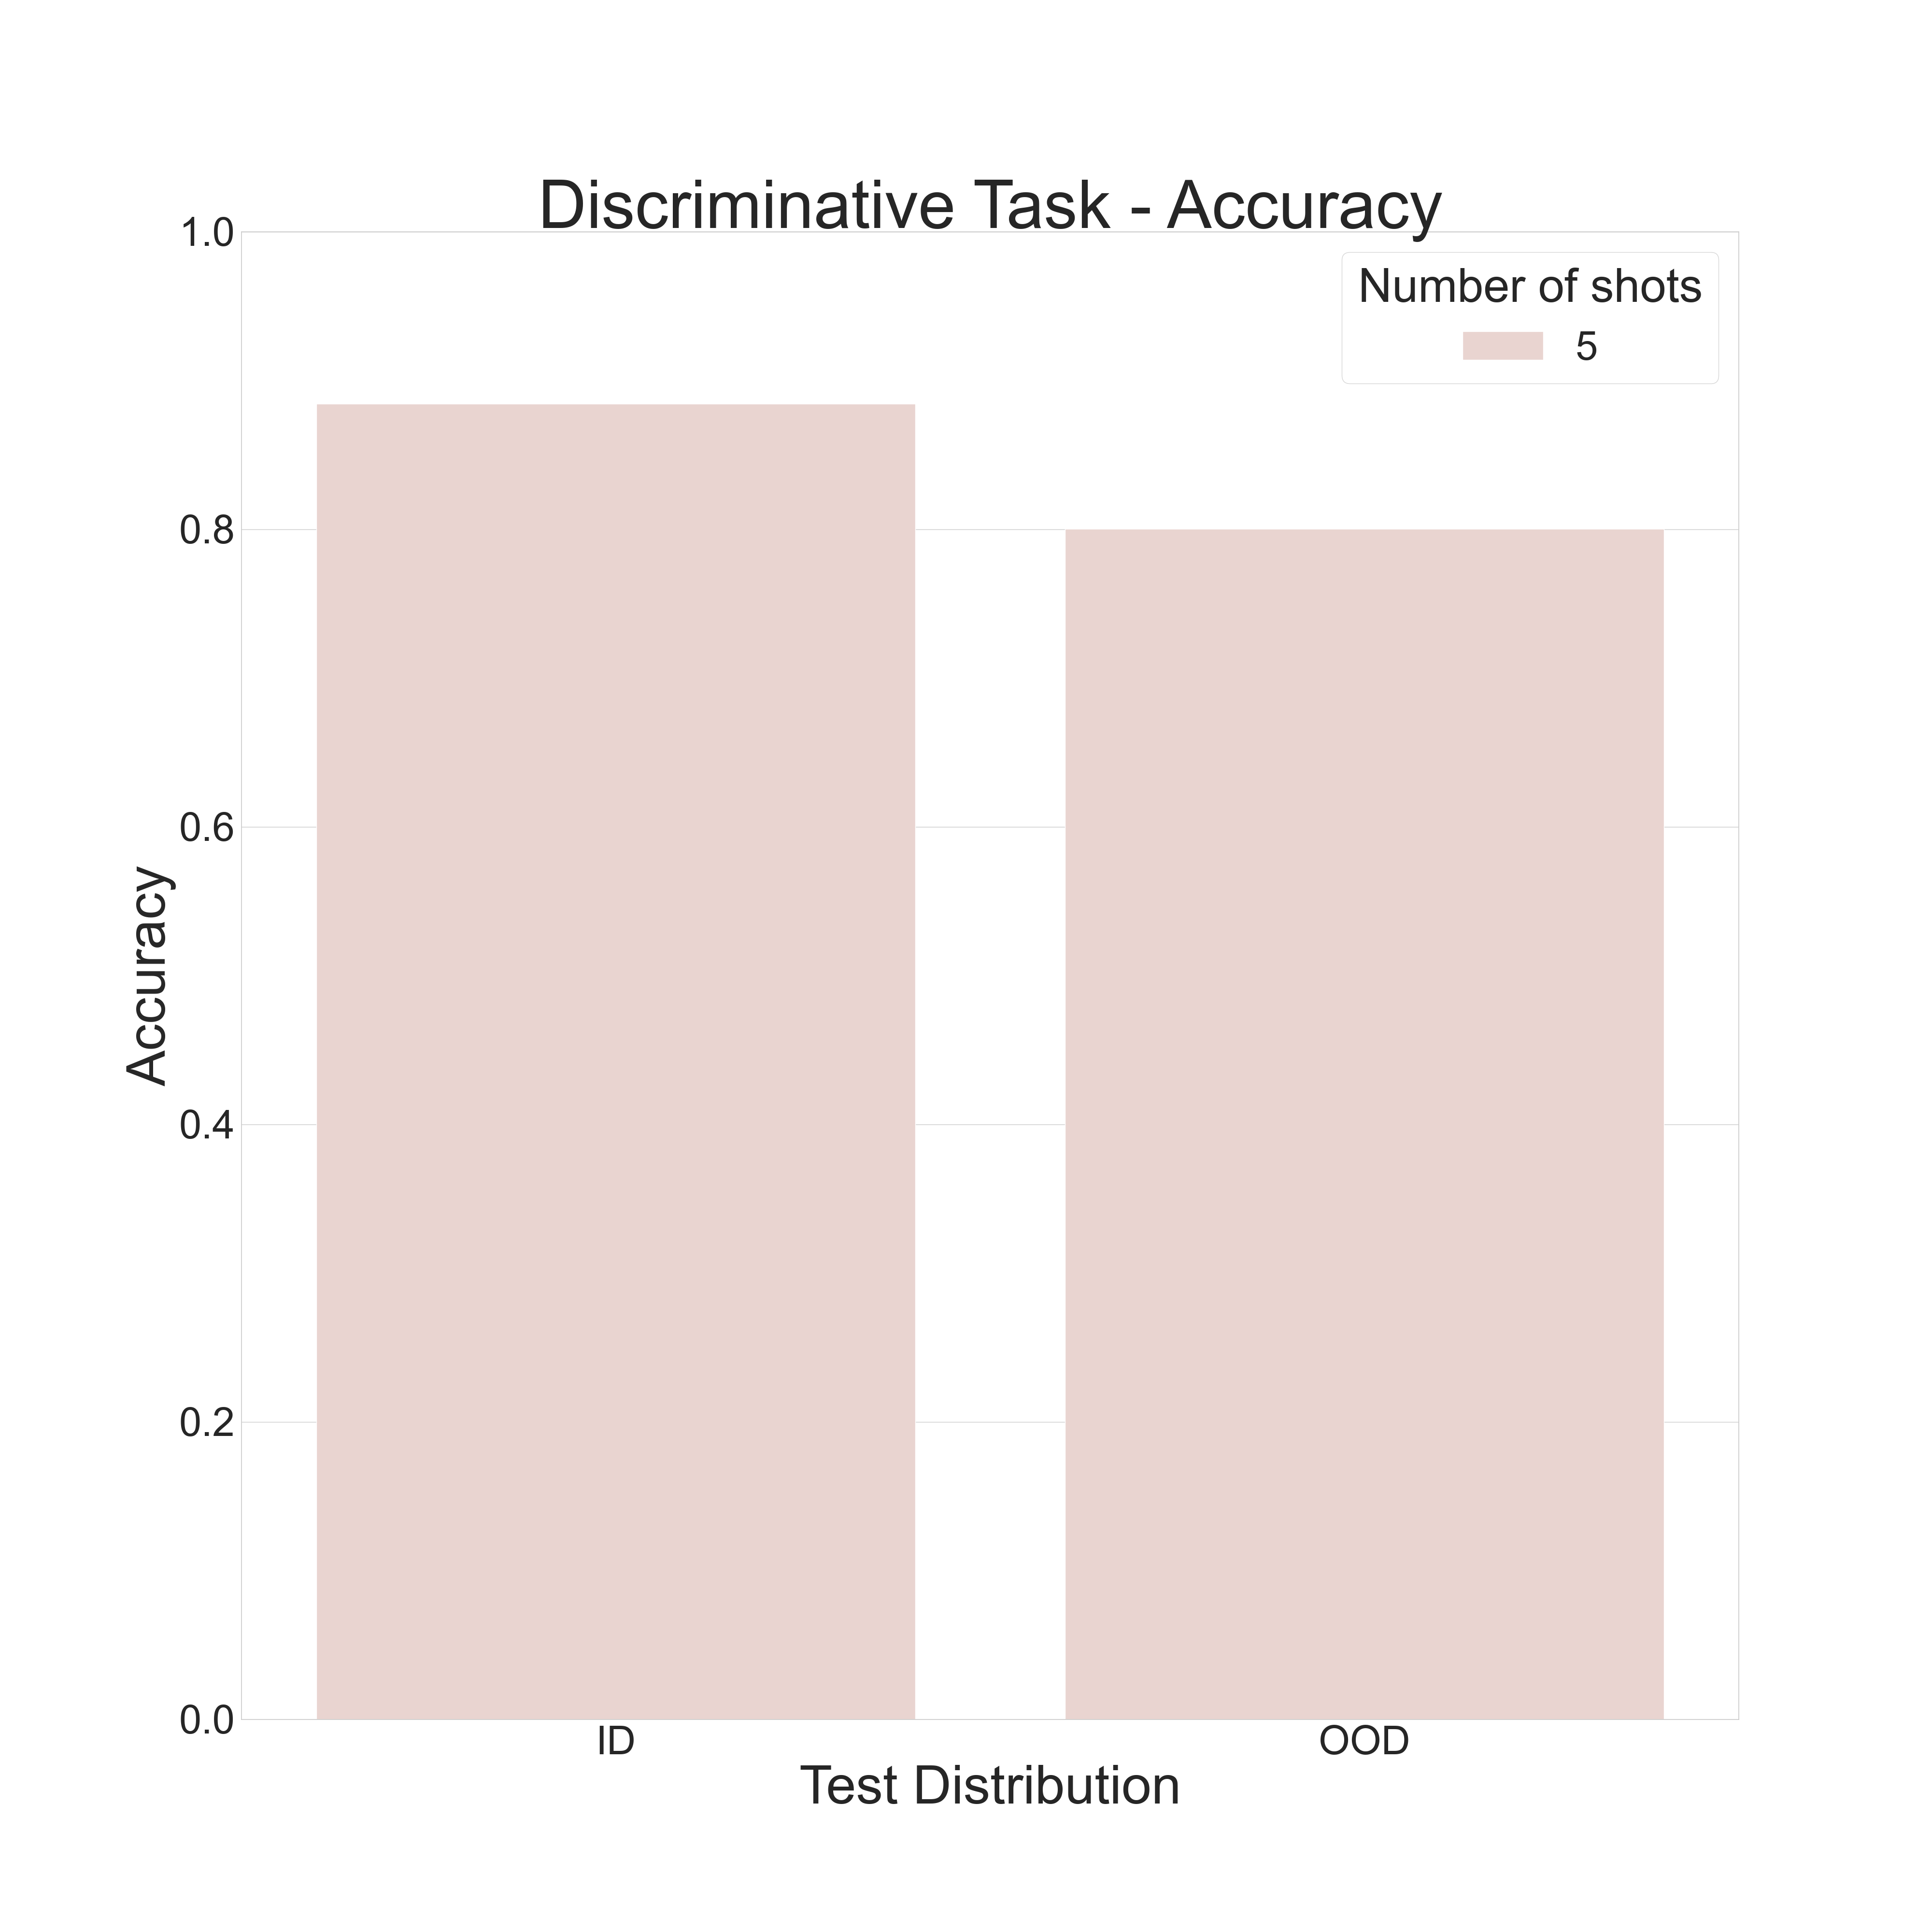 Discriminative Task - Accuracy
1.0
Number of shots
5
0.8
0.6
Accuracy
0.4
0.2
0.0
ID OOD
Test Distribution